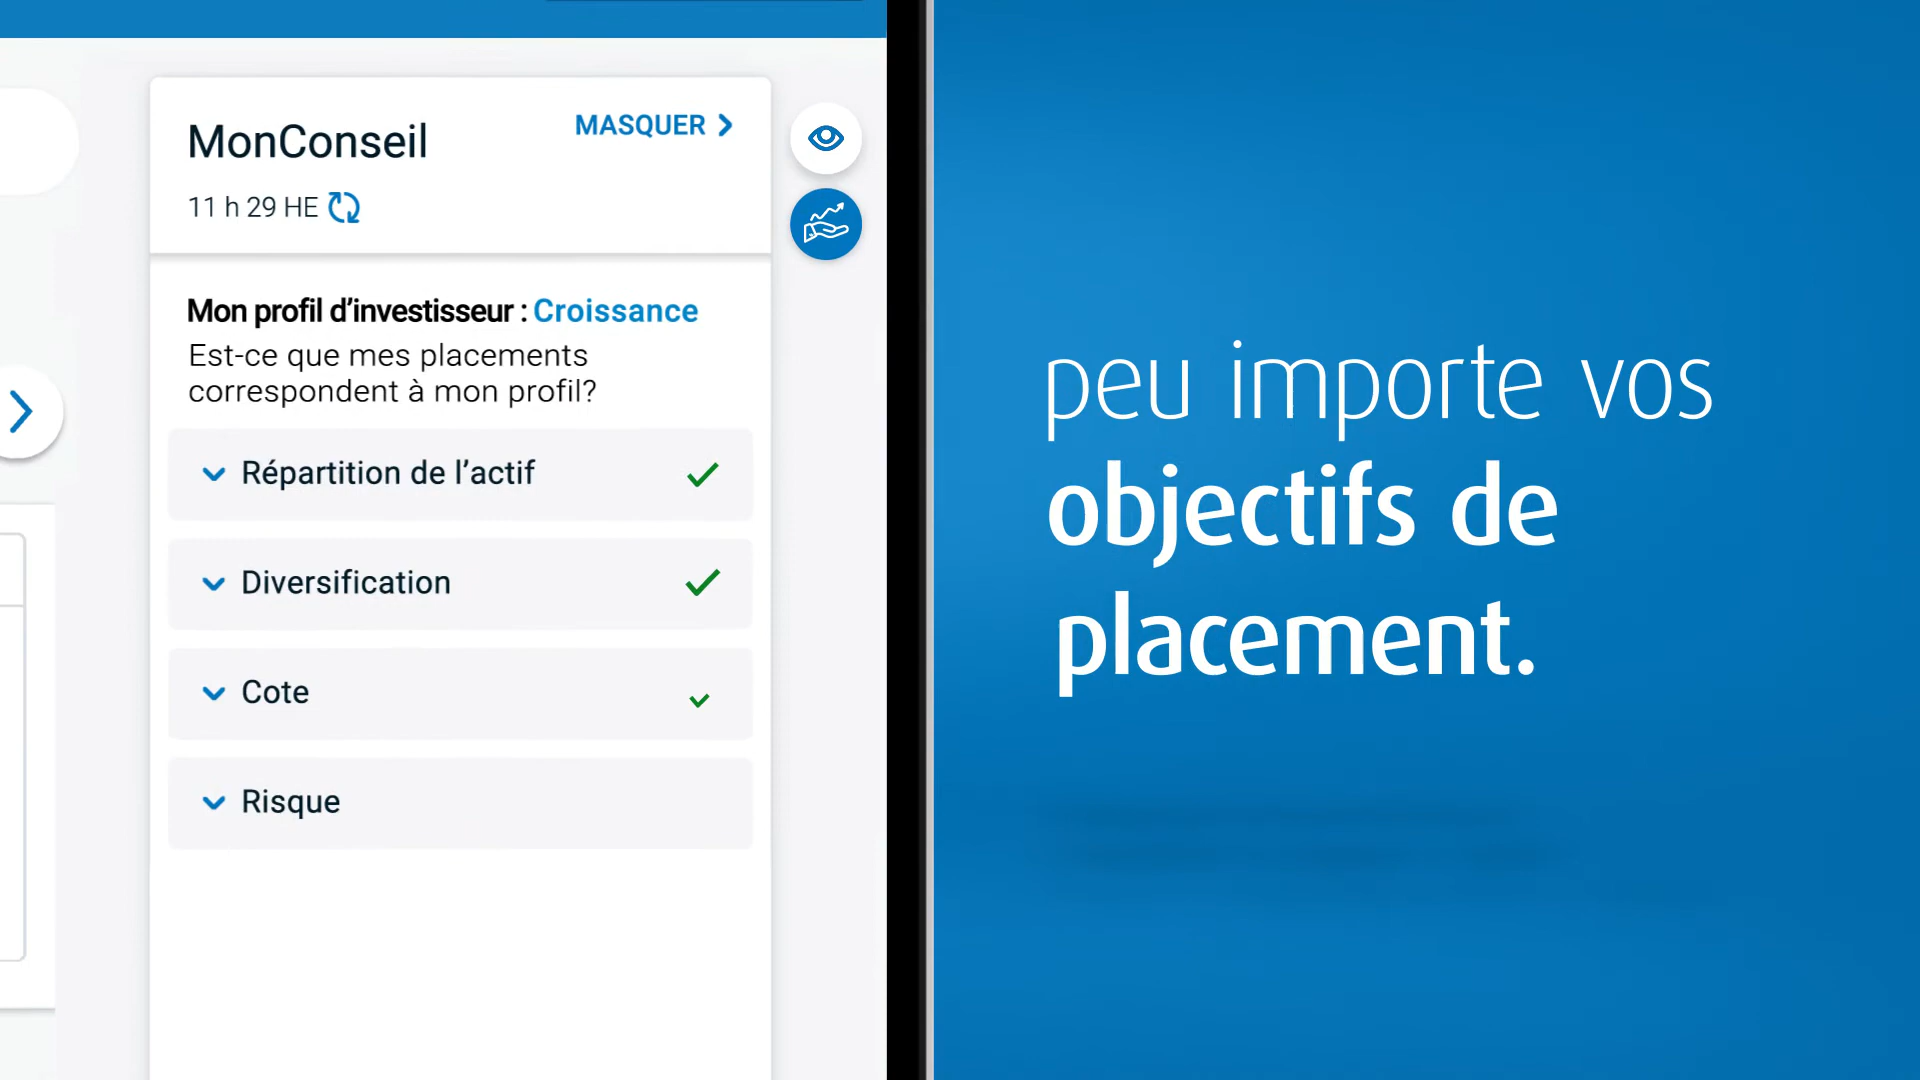 MonConseil
MASQUER
11 h 29 HE
Mon profil d’investisseur : Croissance
Est-ce que mes placements
correspondent à mon profil?
Répartition de l’actif
Diversification
Cote
Risque
peu importe vos
objectifs de
placement.